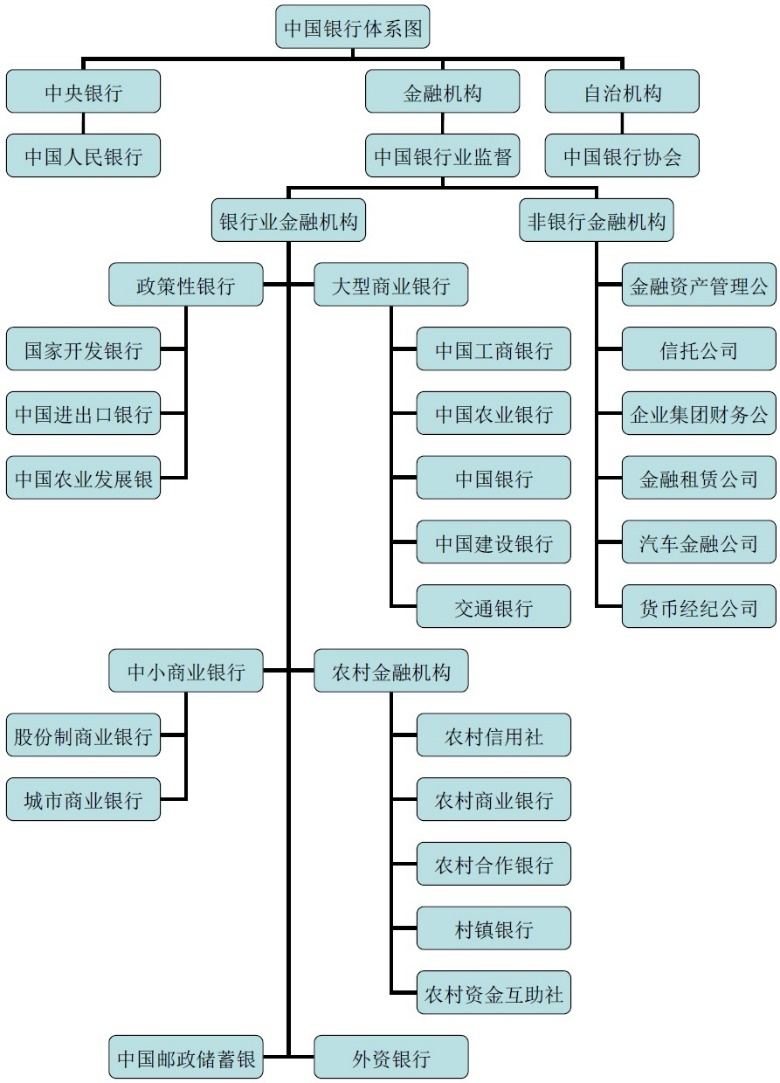 中国银行体系图
中央银行
金融机构
自治机构
中国人民银行
中国银行业监督
中国银行协会
银行业金融机构
非银行金融机构
政策性银行
大型商业银行
金融资产管理公
国家开发银行
中国工商银行
信托公司
中国进出口银行
中国农业银行
企业集团财务公
中国农业发展银
中国银行
金融租赁公司
中国建设银行
汽车金融公司
交通银行
货币经纪公司
中小商业银行
农村金融机构
股份制商业银行
农村信用社
城市商业银行
农村商业银行
农村合作银行
村镇银行
农村资金互助社
中国邮政储蓄银
外资银行